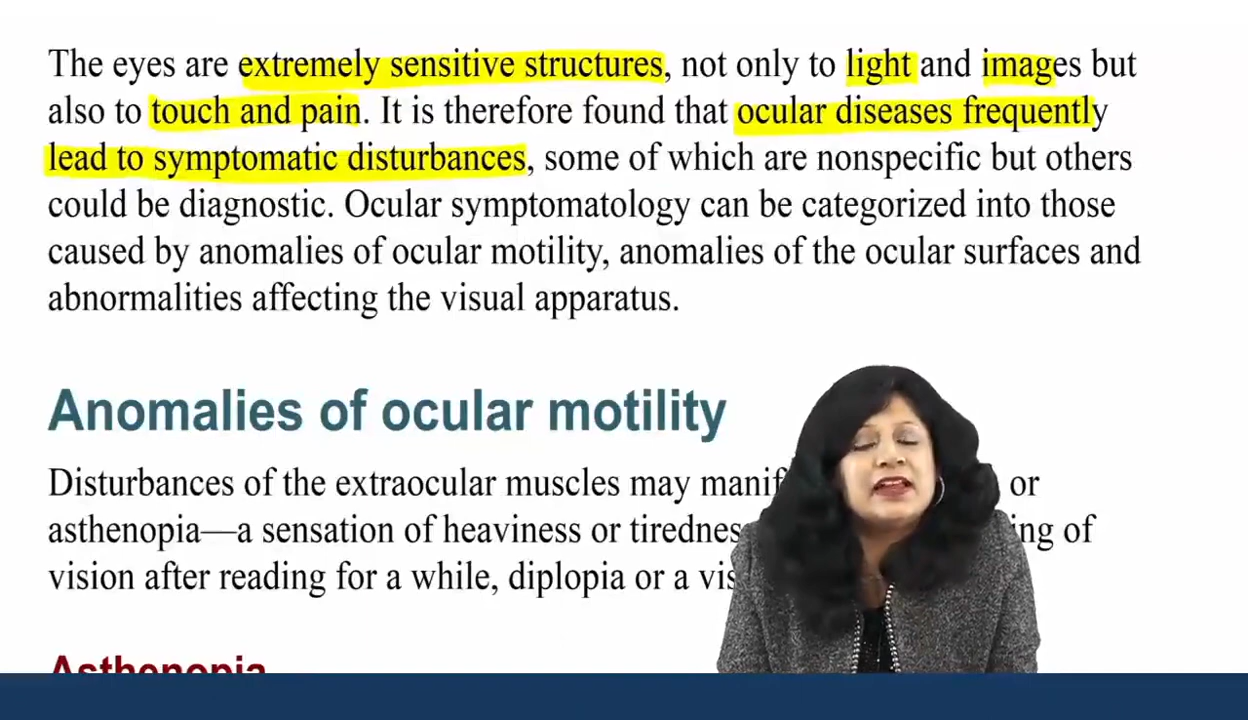 The eyes are extremely sensitive structures, not only to light and images but
also to touch and pain. It is therefore found that ocular diseases frequently
lead to symptomatic disturbances, some of which are nonspecific but others
could be diagnostic. Ocular symptomatology can be categorized into those
caused by anomalies of ocular motility, anomalies of the ocular surfaces and
abnormalities affecting the visual apparatus.
Anomalies of ocular motility
Disturbances of the extraocular muscles may or
asthenopia—a sensation of heaviness or of
vision after reading for a while, diplopia or a
Asthenopia